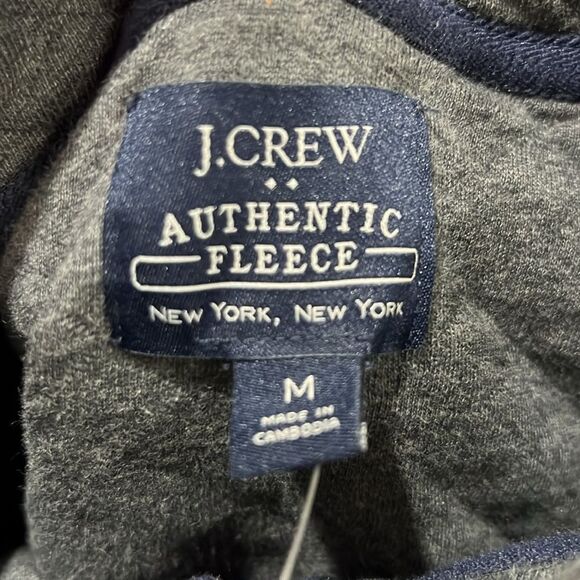 J.CREW
AUTHENTIC
FLEECE
NEW YORK, NEW YORK
M
MADE IN
CAMBODIA